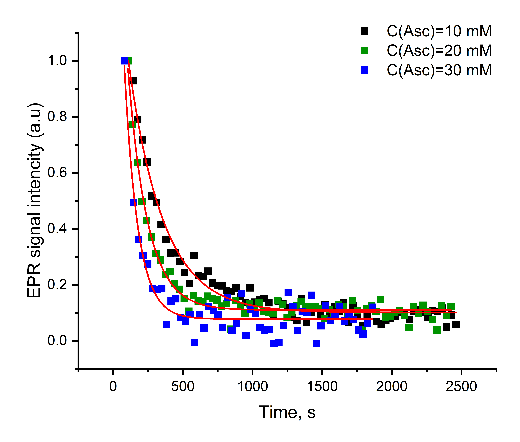 C(Asc)=10 mM
C(Asc)=20 mM
C(Asc)=30 mM
EPR signal intencity (a.u)
1.0
0.8
0.6
0.4
0.2
0.0
0 500 1000 1500 2000 2500
Time, s